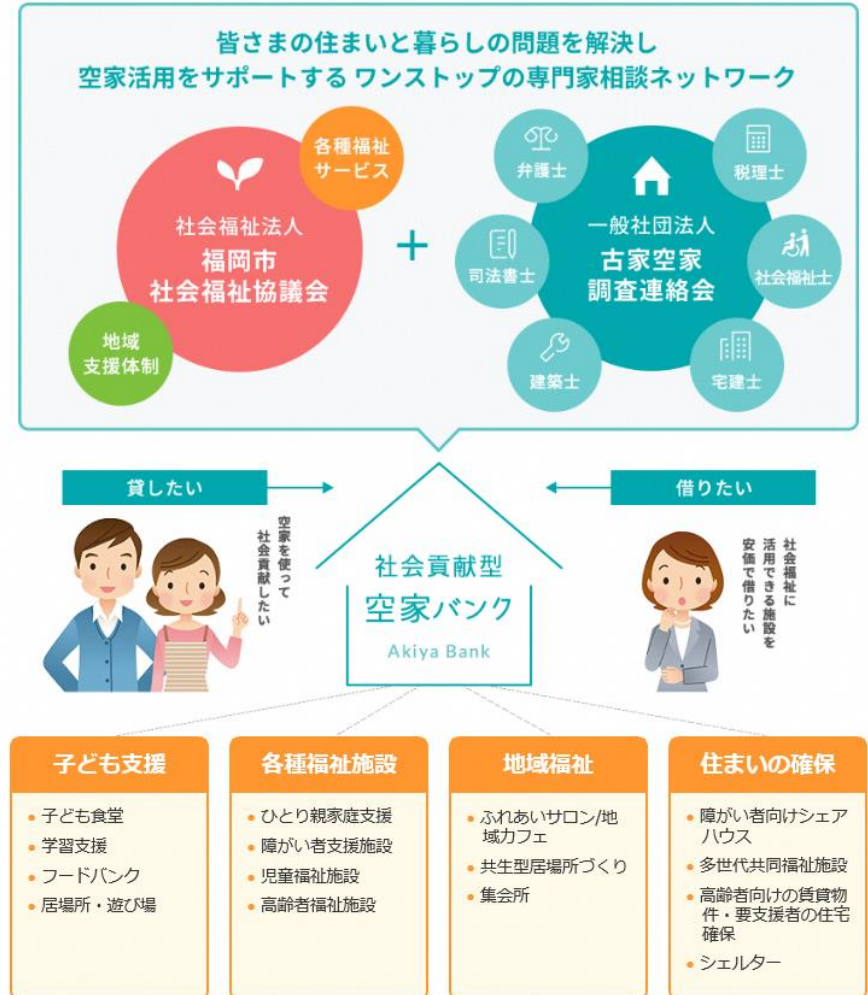 皆さまの住まいと暮らしの問題を解決し
空家活用をサポートする ワンストップの専門家相談ネットワーク
各種福祉
サービス
社会福祉法人
福岡市
社会福祉協議会
地域
支援体制
+
弁護士
税理士
司法書士
一般社団法人
古家空家
調査連絡会
社会福祉士
建築士
宅建士
貸したい
空家を使って
社会貢献したい
借りたい
社会福祉に
活用できる施設を
安価で借りたい
社会貢献型
空家バンク
Akiya Bank
子ども支援
• 子ども食堂
• 学習支援
• フードバンク
• 居場所・遊び場
各種福祉施設
• ひとり親家庭支援
• 障がい者支援施設
• 児童福祉施設
• 高齢者福祉施設
地域福祉
• ふれあいサロン/地
域カフェ
• 共生型居場所づくり
• 集会所
住まいの確保
• 障がい者向けシェア
ハウス
• 多世代共同福祉施設
• 高齢者向けの賃貸物
件・要支援者の住宅
確保
• シェルター